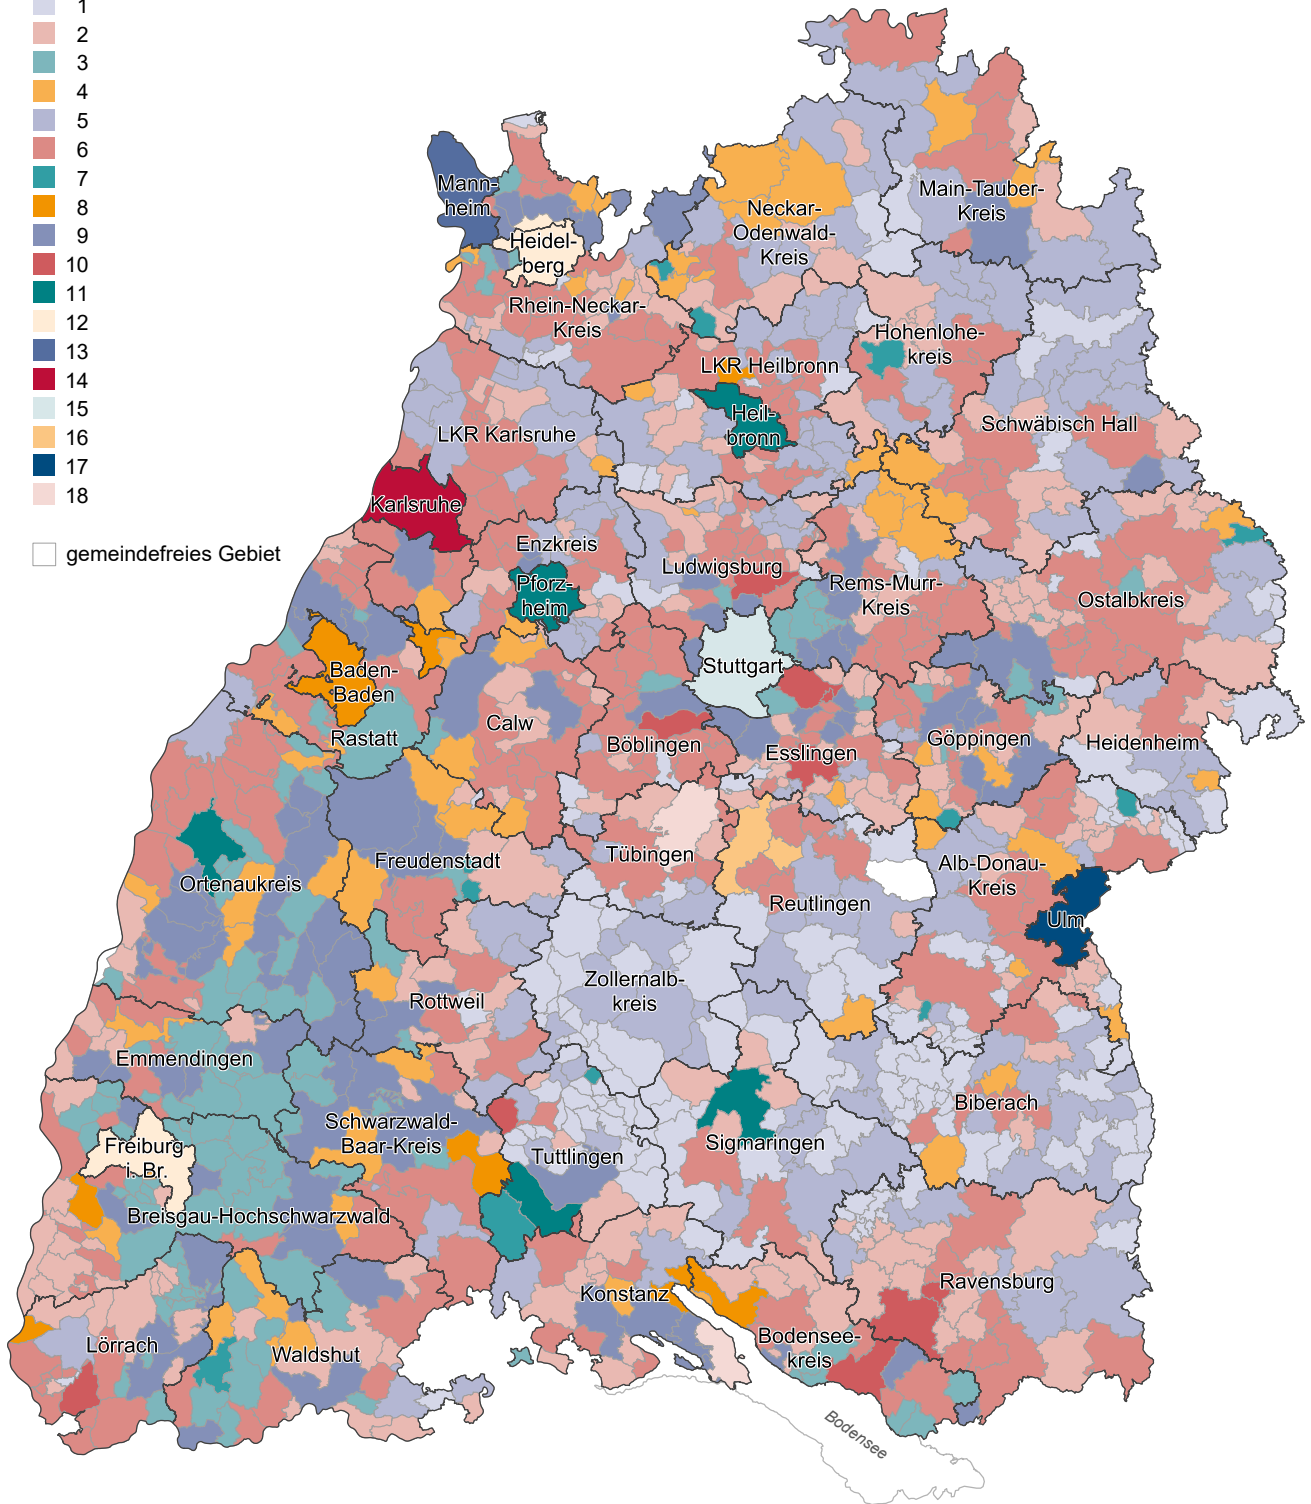 1
2
3
4
5
6
7
8
9
10
11
12
13
14
15
16
17
18
gemeindefreies Gebiet
Mann-
heim
Heidel-
berg
Rhein-Neckar-
Kreis
Neckar-
Odenwald-
Kreis
Main-Tauber-
Kreis
Hohenlohe-
kreis
LKR Heilbronn
Heil-
bronn
Schwäbisch Hall
LKR Karlsruhe
Karlsruhe
Enzkreis
Pforz-
heim
Ludwigsburg
Rems-Murr-
Kreis
Ostalbkreis
Stuttgart
Baden-
Baden
Rastatt
Calw
Böblingen
Esslingen
Göppingen
Heidenheim
Freudenstadt
Tübingen
Reutlingen
Alb-Donau-
Kreis
Ulm
Ortenaukreis
Rottweil
Zollernalb-
kreis
Emmendingen
Schwarzwald-
Baar-Kreis
Tuttlingen
Sigmaringen
Biberach
Freiburg
i. Br.
Breisgau-Hochschwarzwald
Konstanz
Ravensburg
Bodensee-
kreis
Lörrach
Waldshut
Bodensee